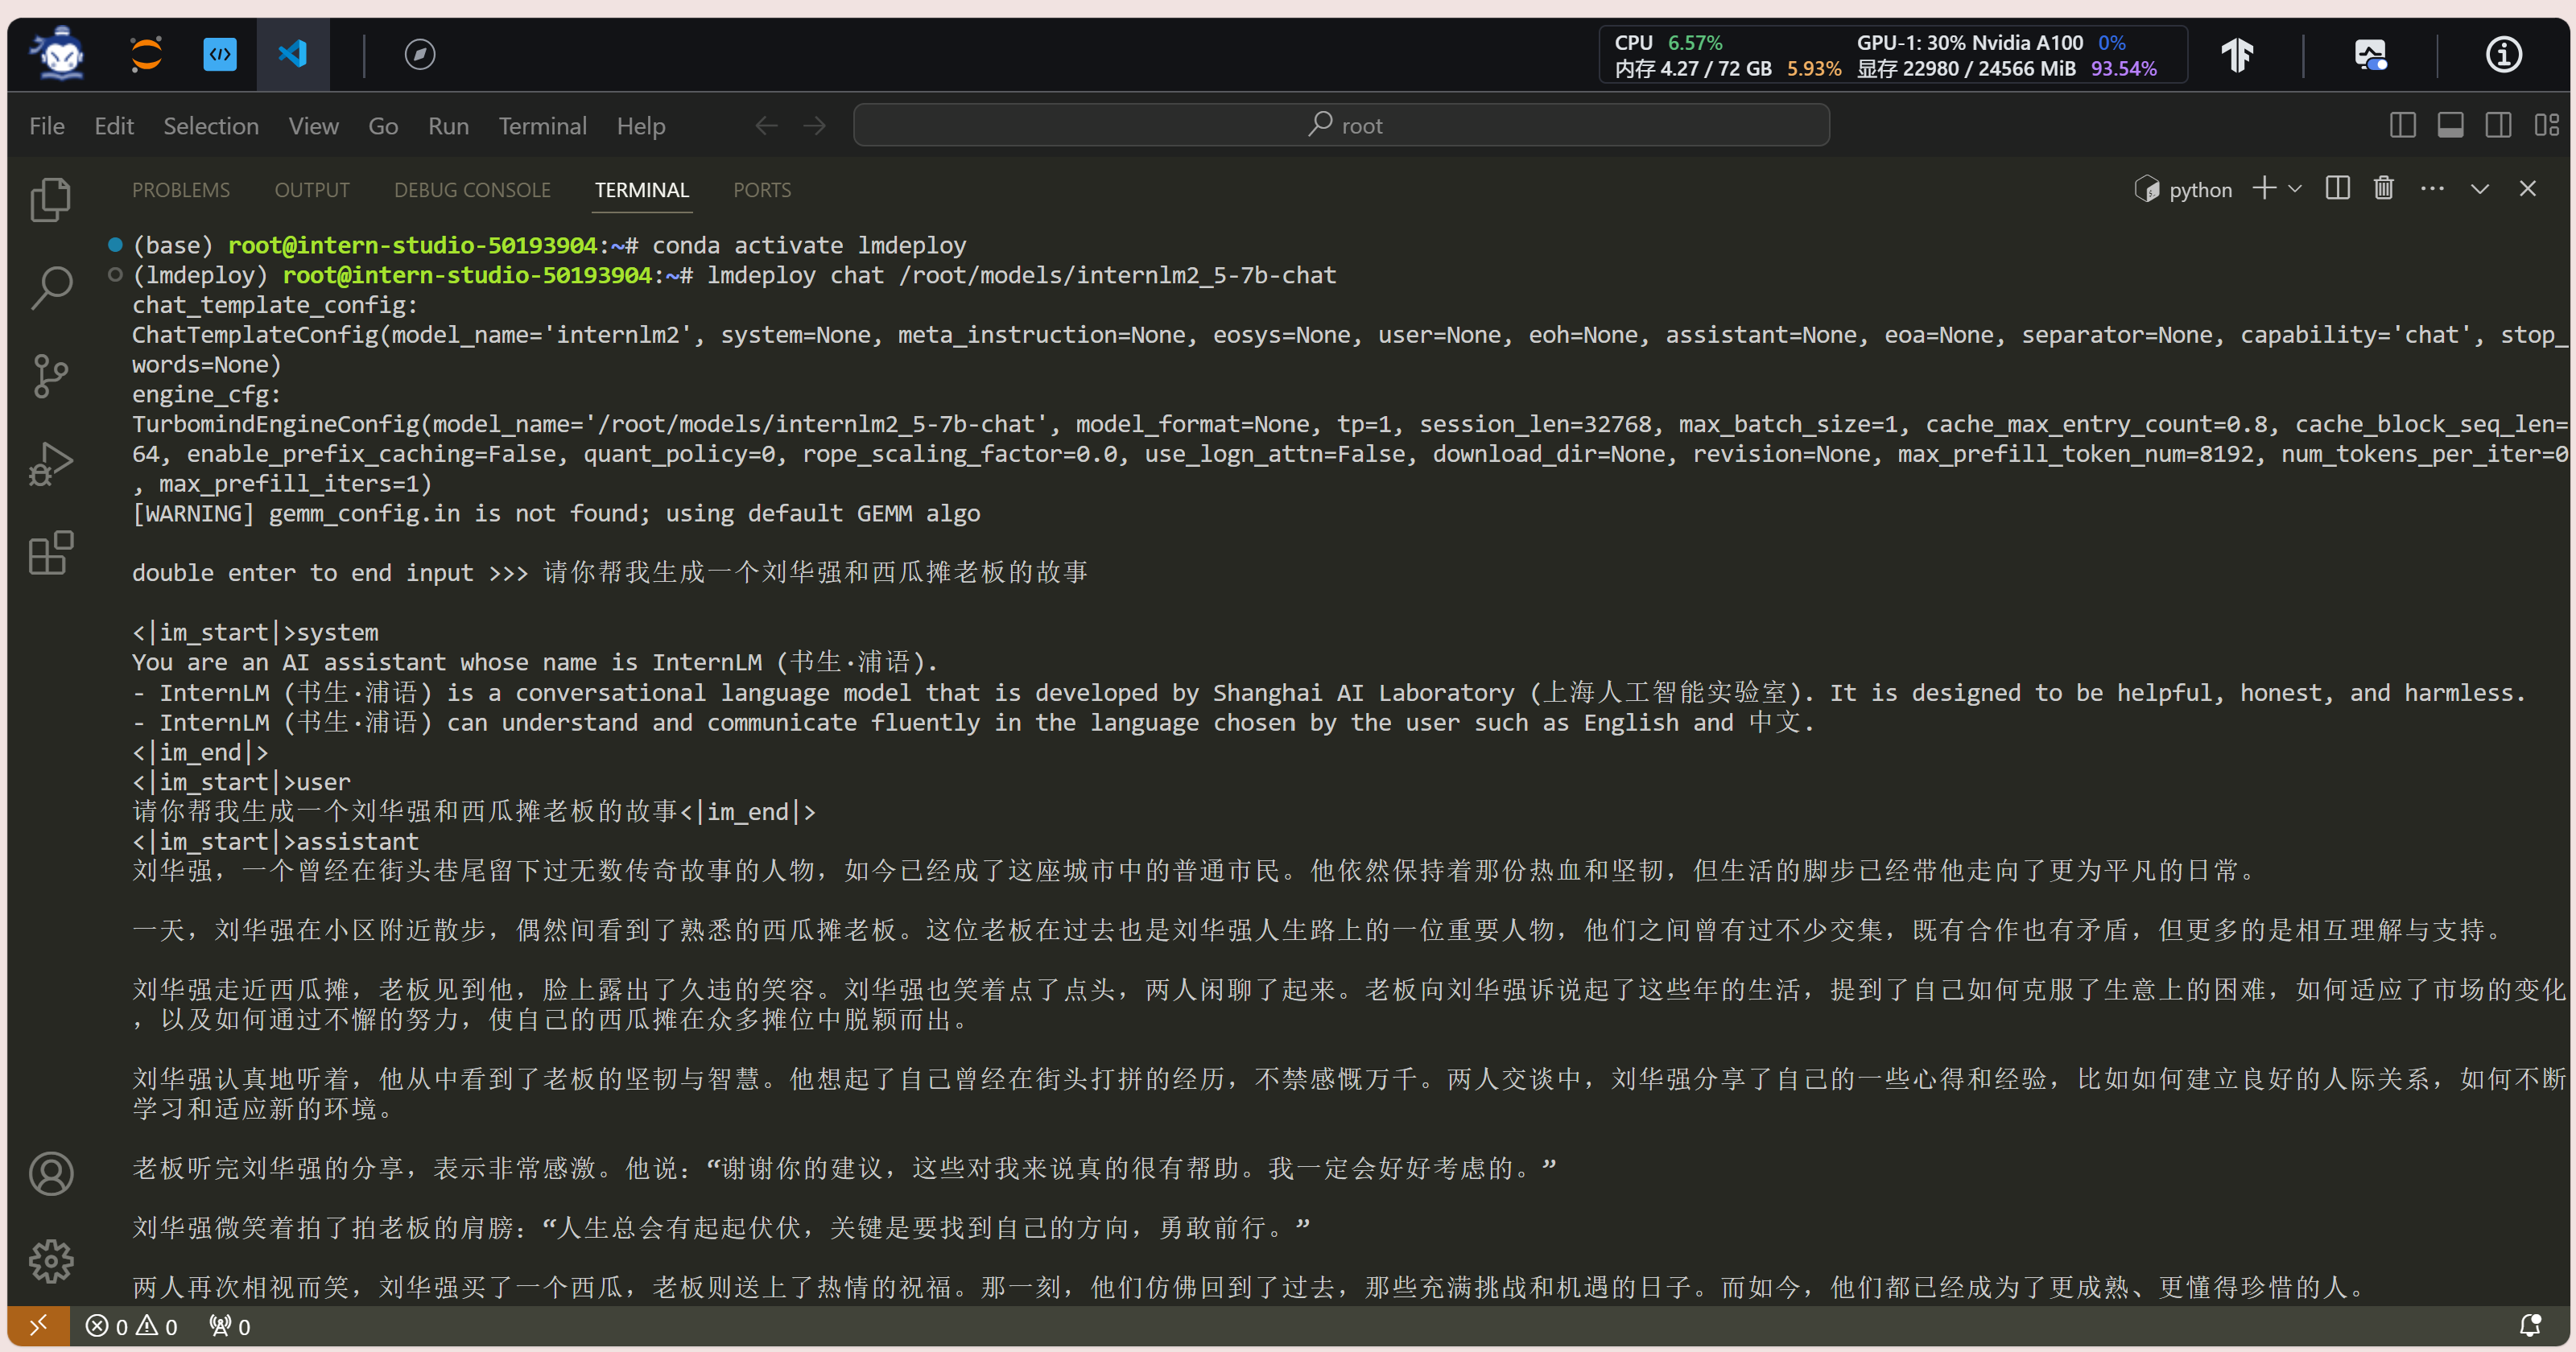 CPU 6.57% GPU-1: 30% Nvidia A100 0%
内存 4.27 / 72 GB 5.93% 显存 22980 / 24566 MiB 93.54%
File Edit Selection View Go Run Terminal Help root
PROBLEMS OUTPUT DEBUG CONSOLE TERMINAL PORTS python
(base) root@intern-studio-50193904:~# conda activate lmdeploy
(lmdeploy) root@intern-studio-50193904:~# lmdeploy chat /root/models/internlm2_5-7b-chat
chat_template_config:
ChatTemplateConfig(model_name='internlm2', system=None, meta_instruction=None, eosys=None, user=None, eoh=None, assistant=None, eoa=None, separator=None, capability='chat', stop_
words=None)
engine_cfg:
TurbomindEngineConfig(model_name='/root/models/internlm2_5-7b-chat', model_format=None, tp=1, session_len=32768, max_batch_size=1, cache_max_entry_count=0.8, cache_block_seq_len=
64, enable_prefix_caching=False, quant_policy=0, rope_scaling_factor=0.0, use_logn_attn=False, download_dir=None, revision=None, max_prefill_token_num=8192, num_tokens_per_iter=0
, max_prefill_iters=1)
[WARNING] gemm_config.in is not found; using default GEMM algo
double enter to end input >>> 请你帮我生成一个刘华强和西瓜摊老板的故事
<|im_start|>system
You are an AI assistant whose name is InternLM (书生·浦语).
- InternLM (书生·浦语) is a conversational language model that is developed by Shanghai AI Laboratory (上海人工智能实验室). It is designed to be helpful, honest, and harmless.
- InternLM (书生·浦语) can understand and communicate fluently in the language chosen by the user such as English and 中文.
<|im_end|>
<|im_start|>user
请你帮我生成一个刘华强和西瓜摊老板的故事<|im_end|>
<|im_start|>assistant
刘华强，一个曾经在街头巷尾留下过无数传奇故事的人物，如今已经成了这座城市中的普通市民。他依然保持着那份热血和坚韧，但生活的脚步已经带他走向了更为平凡的日常。
一天，刘华强在小区附近散步，偶然间看到了熟悉的西瓜摊老板。这位老板在过去也是刘华强人生路上的一位重要人物，他们之间曾有过不少交集，既有合作也有矛盾，但更多的是相互理解与支持。
刘华强走近西瓜摊，老板见到他，脸上露出了久违的笑容。刘华强也笑着点了点头，两人闲聊了起来。老板向刘华强诉说起了这些年的生活，提到了自己如何克服了生意上的困难，如何适应了市场的变化
，以及如何通过不懈的努力，使自己的西瓜摊在众多摊位中脱颖而出。
刘华强认真地听着，他从中看到了老板的坚韧与智慧。他想起了自己曾经在街头打拼的经历，不禁感慨万千。两人交谈中，刘华强分享了自己的一些心得和经验，比如如何建立良好的人际关系，如何不断
学习和适应新的环境。
老板听完刘华强的分享，表示非常感激。他说：“谢谢你的建议，这些对我来说真的很有帮助。我一定会好好考虑的。”
刘华强微笑着拍了拍老板的肩膀：“人生总会有起起伏伏，关键是要找到自己的方向，勇敢前行。”
两人再次相视而笑，刘华强买了一个西瓜，老板则送上了热情的祝福。那一刻，他们仿佛回到了过去，那些充满挑战和机遇的日子。而如今，他们都已经成为了更成熟、更懂得珍惜的人。
0 0 0